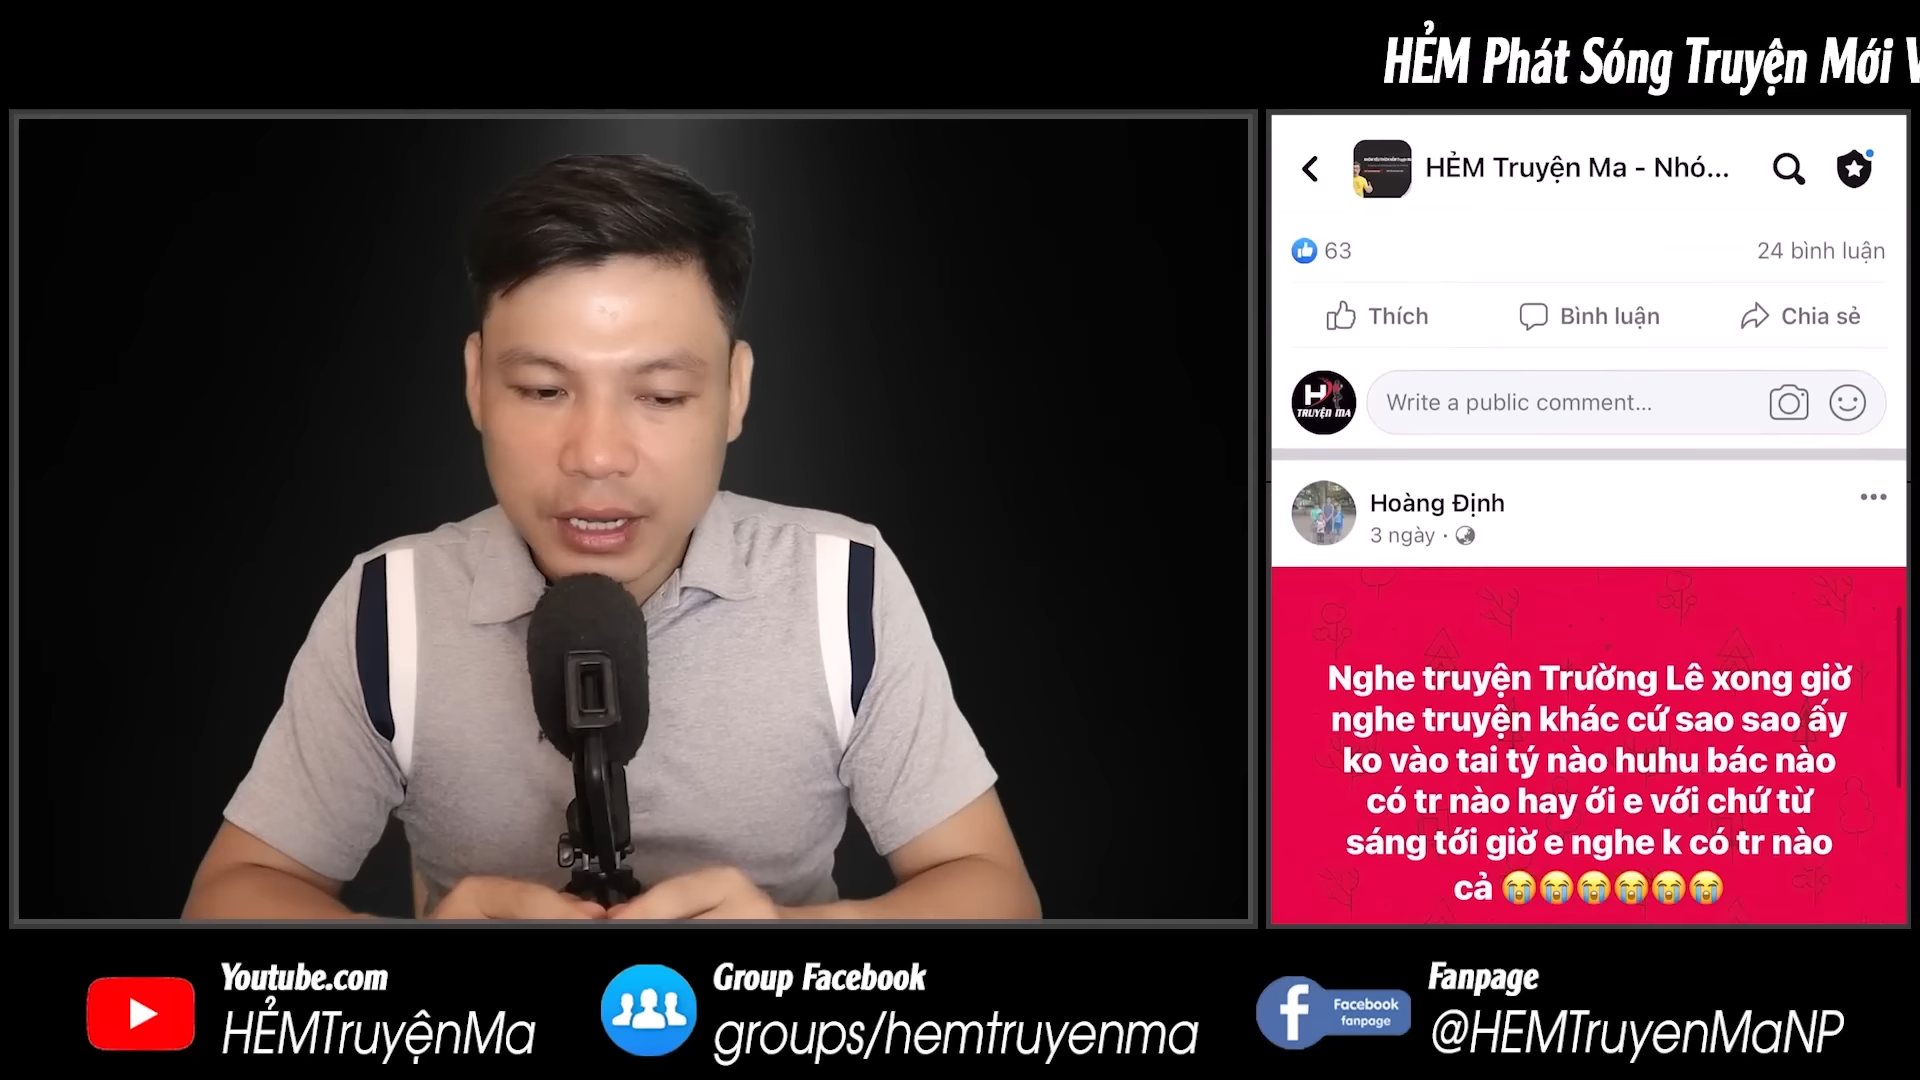 HẺM Phát Sóng Truyện Mới V
HẺM Truyện Ma - Nhó...
63
24 bình luận
Thích
Bình luận
Chia sẻ
H
TRUYỆN MA
Write a public comment...
Hoàng Định
3 ngày ·
Nghe truyện Trường Lê xong giờ
nghe truyện khác cứ sao sao ấy
ko vào tai tý nào huhu bác nào
có tr nào hay ới e với chứ từ
sáng tới giờ e nghe k có tr nào
cả 😭😭😭😭😭😭
Youtube.com
HẺMTruyệnMa
Group Facebook
groups/hemtruyenma
Facebook
fanpage
Fanpage
@HEMTruyenMaNP